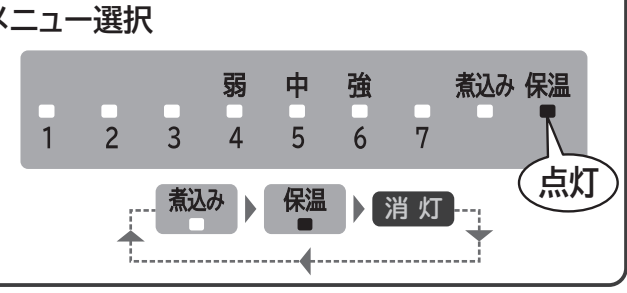 メニュー選択
弱 中 強 煮込み 保温
1 2 3 4 5 6 7
点灯
煮込み 保温 消灯